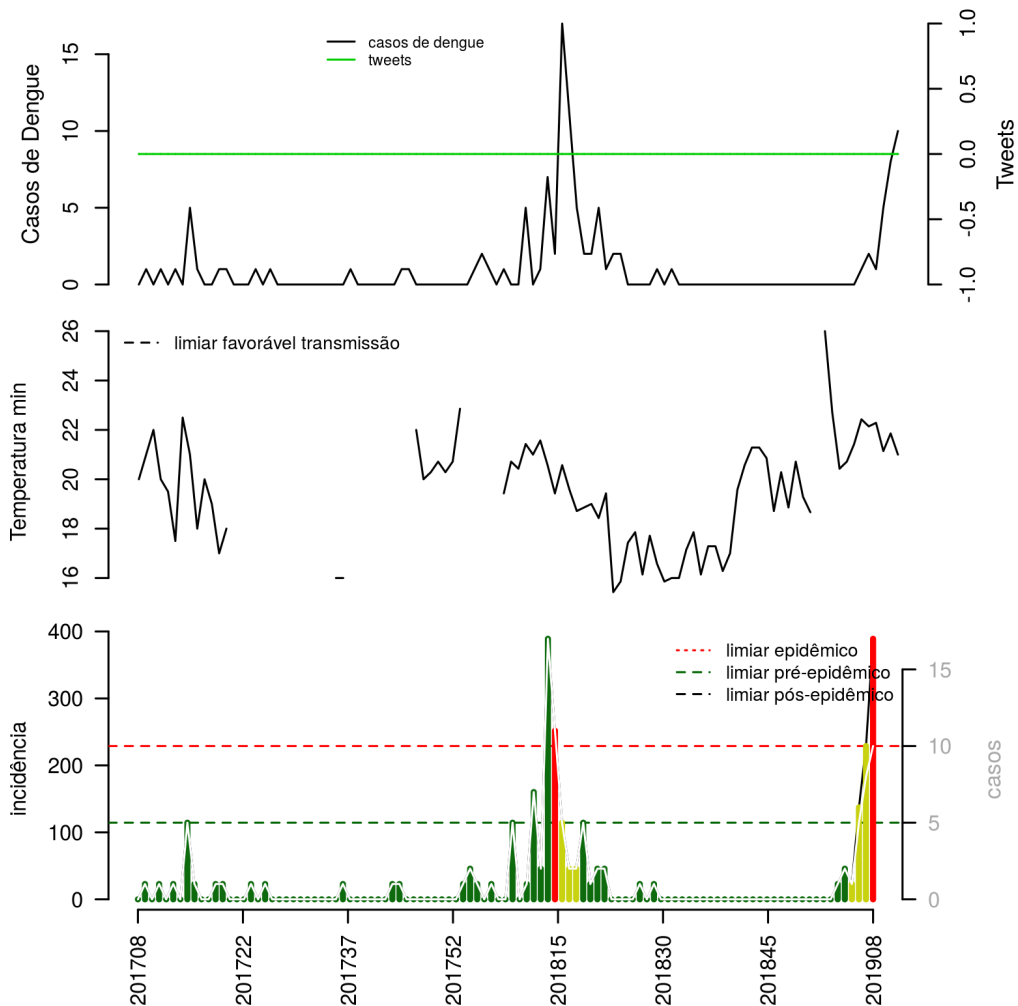 casos de dengue
tweets
Casos de Dengue
0
5
10
15
Tweets
-1.0
-0.5
0.0
0.5
1.0
limiar favorável transmissão
Temperatura min
16
18
20
22
24
26
limiar epidêmico
limiar pré-epidêmico
limiar pós-epidêmico
incidência
0
100
200
300
400
casos
0
5
10
15
201708
201722
201737
201752
201815
201830
201845
201908